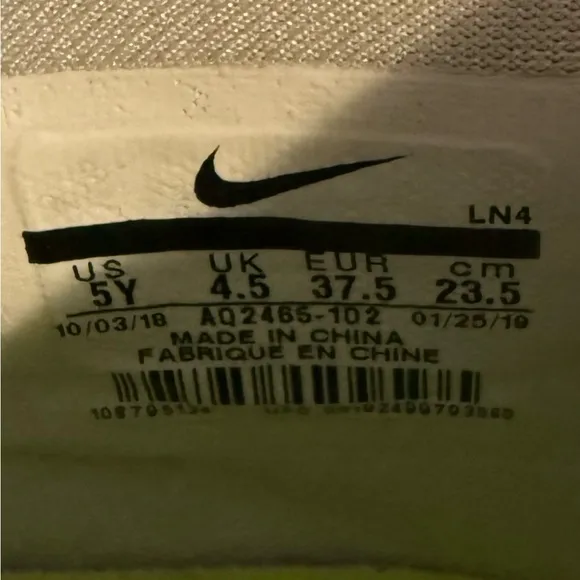 LN4
US UK EUR cm
5Y 4.5 37.5 23.5
10/03/18 AQ2465-102 01/25/19
MADE IN CHINA
FABRIQUE EN CHINE